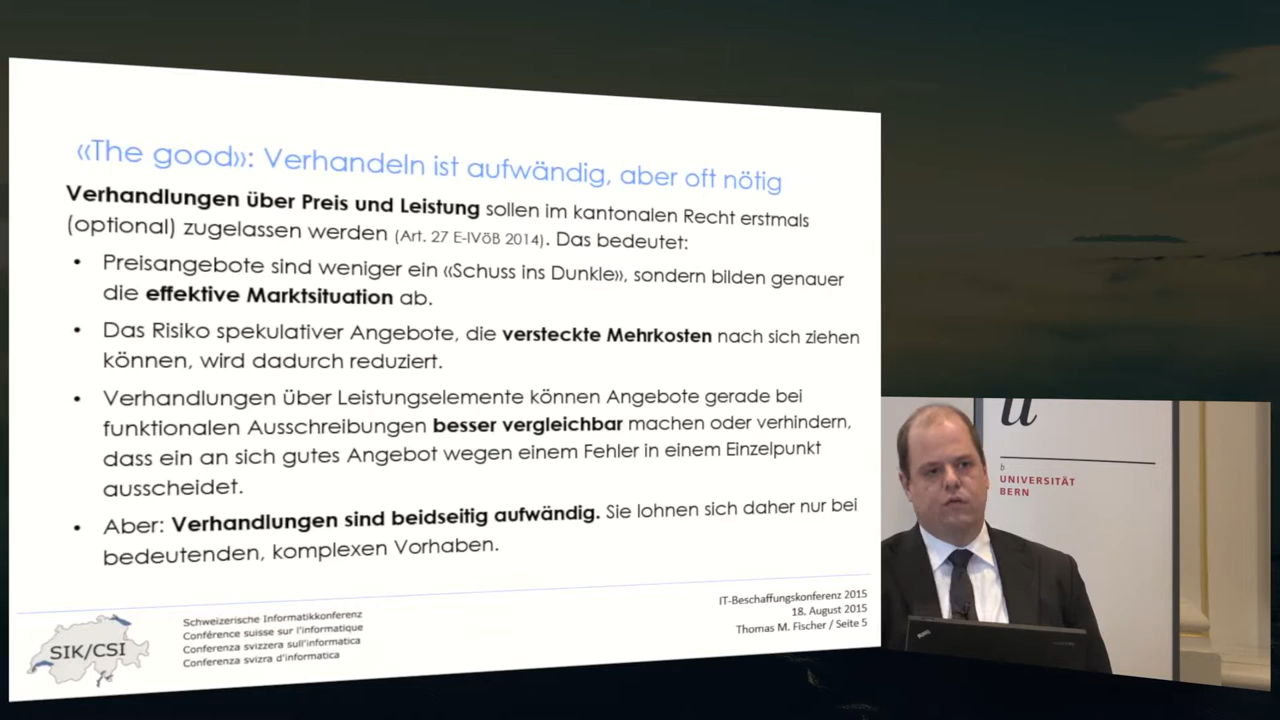 «The good»: Verhandeln ist aufwändig, aber oft nötig
Verhandlungen über Preis und Leistung sollen im kantonalen Recht erstmals
(optional) zugelassen werden (Art. 27 E-IVöB 2014). Das bedeutet:
• Preisangebote sind weniger ein «Schuss ins Dunkle», sondern bilden genauer
die effektive Marktsituation ab.
• Das Risiko spekulativer Angebote, die versteckte Mehrkosten nach sich ziehen
können, wird dadurch reduziert.
• Verhandlungen über Leistungselemente können Angebote gerade bei
funktionalen Ausschreibungen besser vergleichbar machen oder verhindern,
dass ein an sich gutes Angebot wegen einem Fehler in einem Einzelpunkt
ausscheidet.
• Aber: Verhandlungen sind beidseitig aufwändig. Sie lohnen sich daher nur bei
bedeutenden, komplexen Vorhaben.
SIK/CSI
Schweizerische Informatikkonferenz
Conférence suisse sur l'informatique
Conferenza svizzera sull'informatica
Conferenza svizra d'informatica
IT-Beschaffungskonferenz 2015
18. August 2015
Thomas M. Fischer / Seite 5
u
b
UNIVERSITÄT
BERN